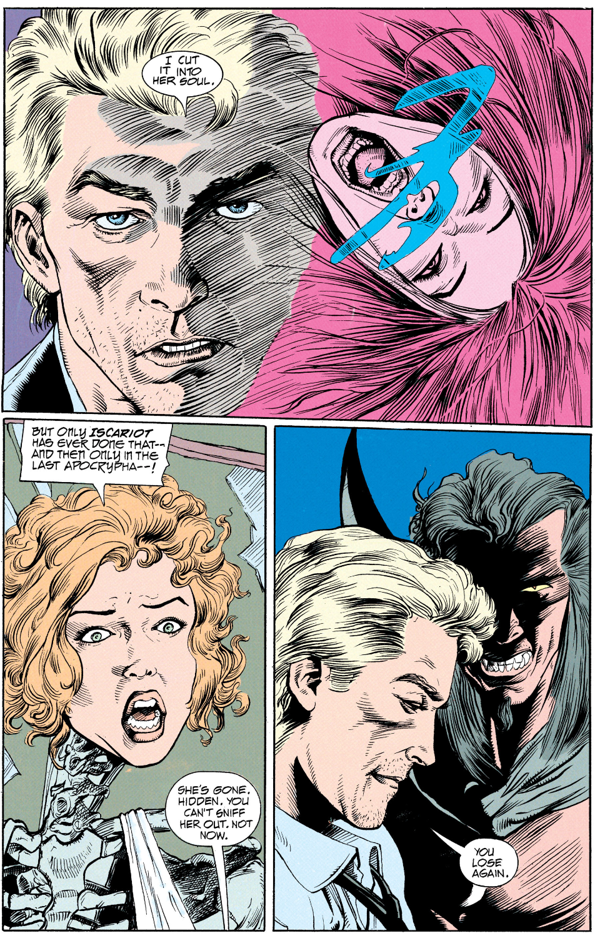 I CUT
IT INTO
HER SOUL.
BUT ONLY ISCARIOT
HAS EVER DONE THAT--
AND THEN ONLY IN THE
LAST APOCRYPHA--!
SHE'S GONE.
HIDDEN. YOU
CAN'T SNIFF
HER OUT. NOT
NOW.
YOU
LOSE
AGAIN.